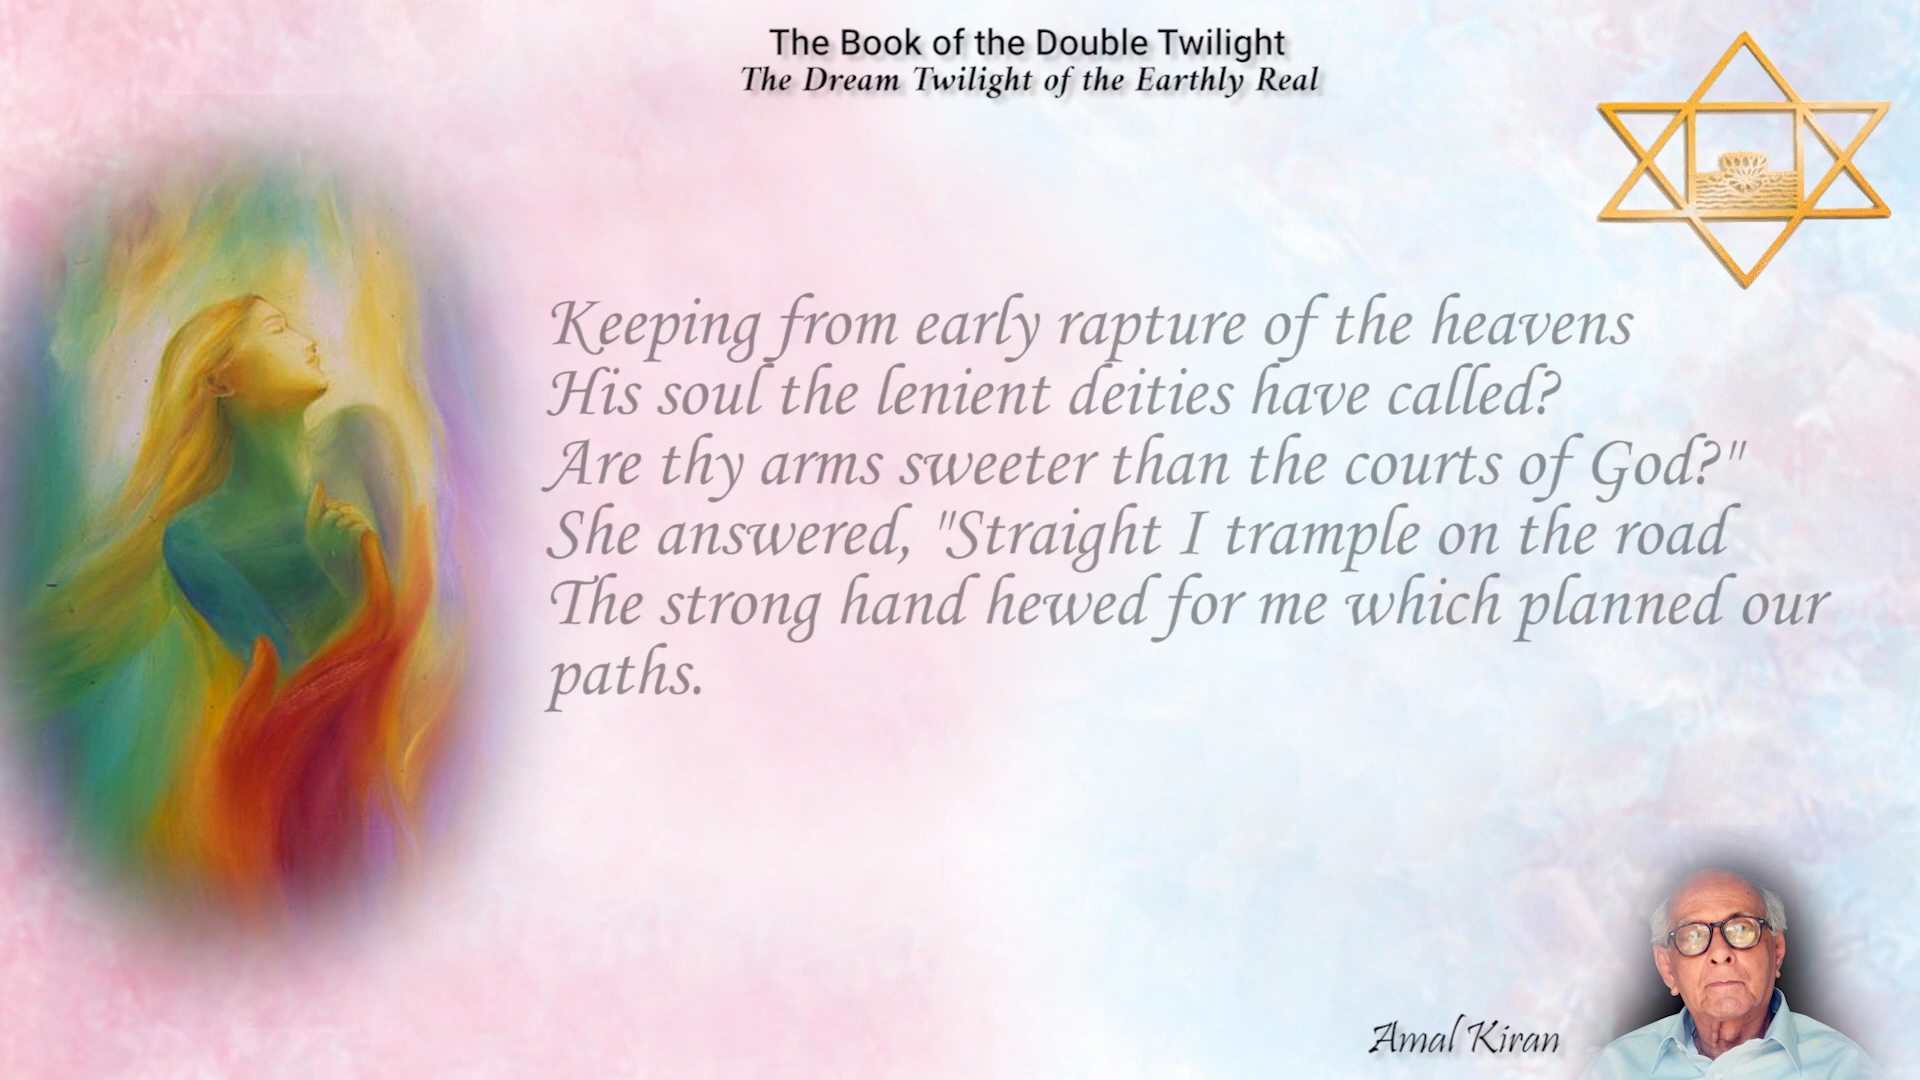 The Book of the Double Twilight
The Dream Twilight of the Earthly Real
Keeping from early rapture of the heavens
His soul the lenient deities have called?
Are thy arms sweeter than the courts of God?"
She answered, "Straight I trample on the road
The strong hand hewed for me which planned our
paths.
Amal Kiran